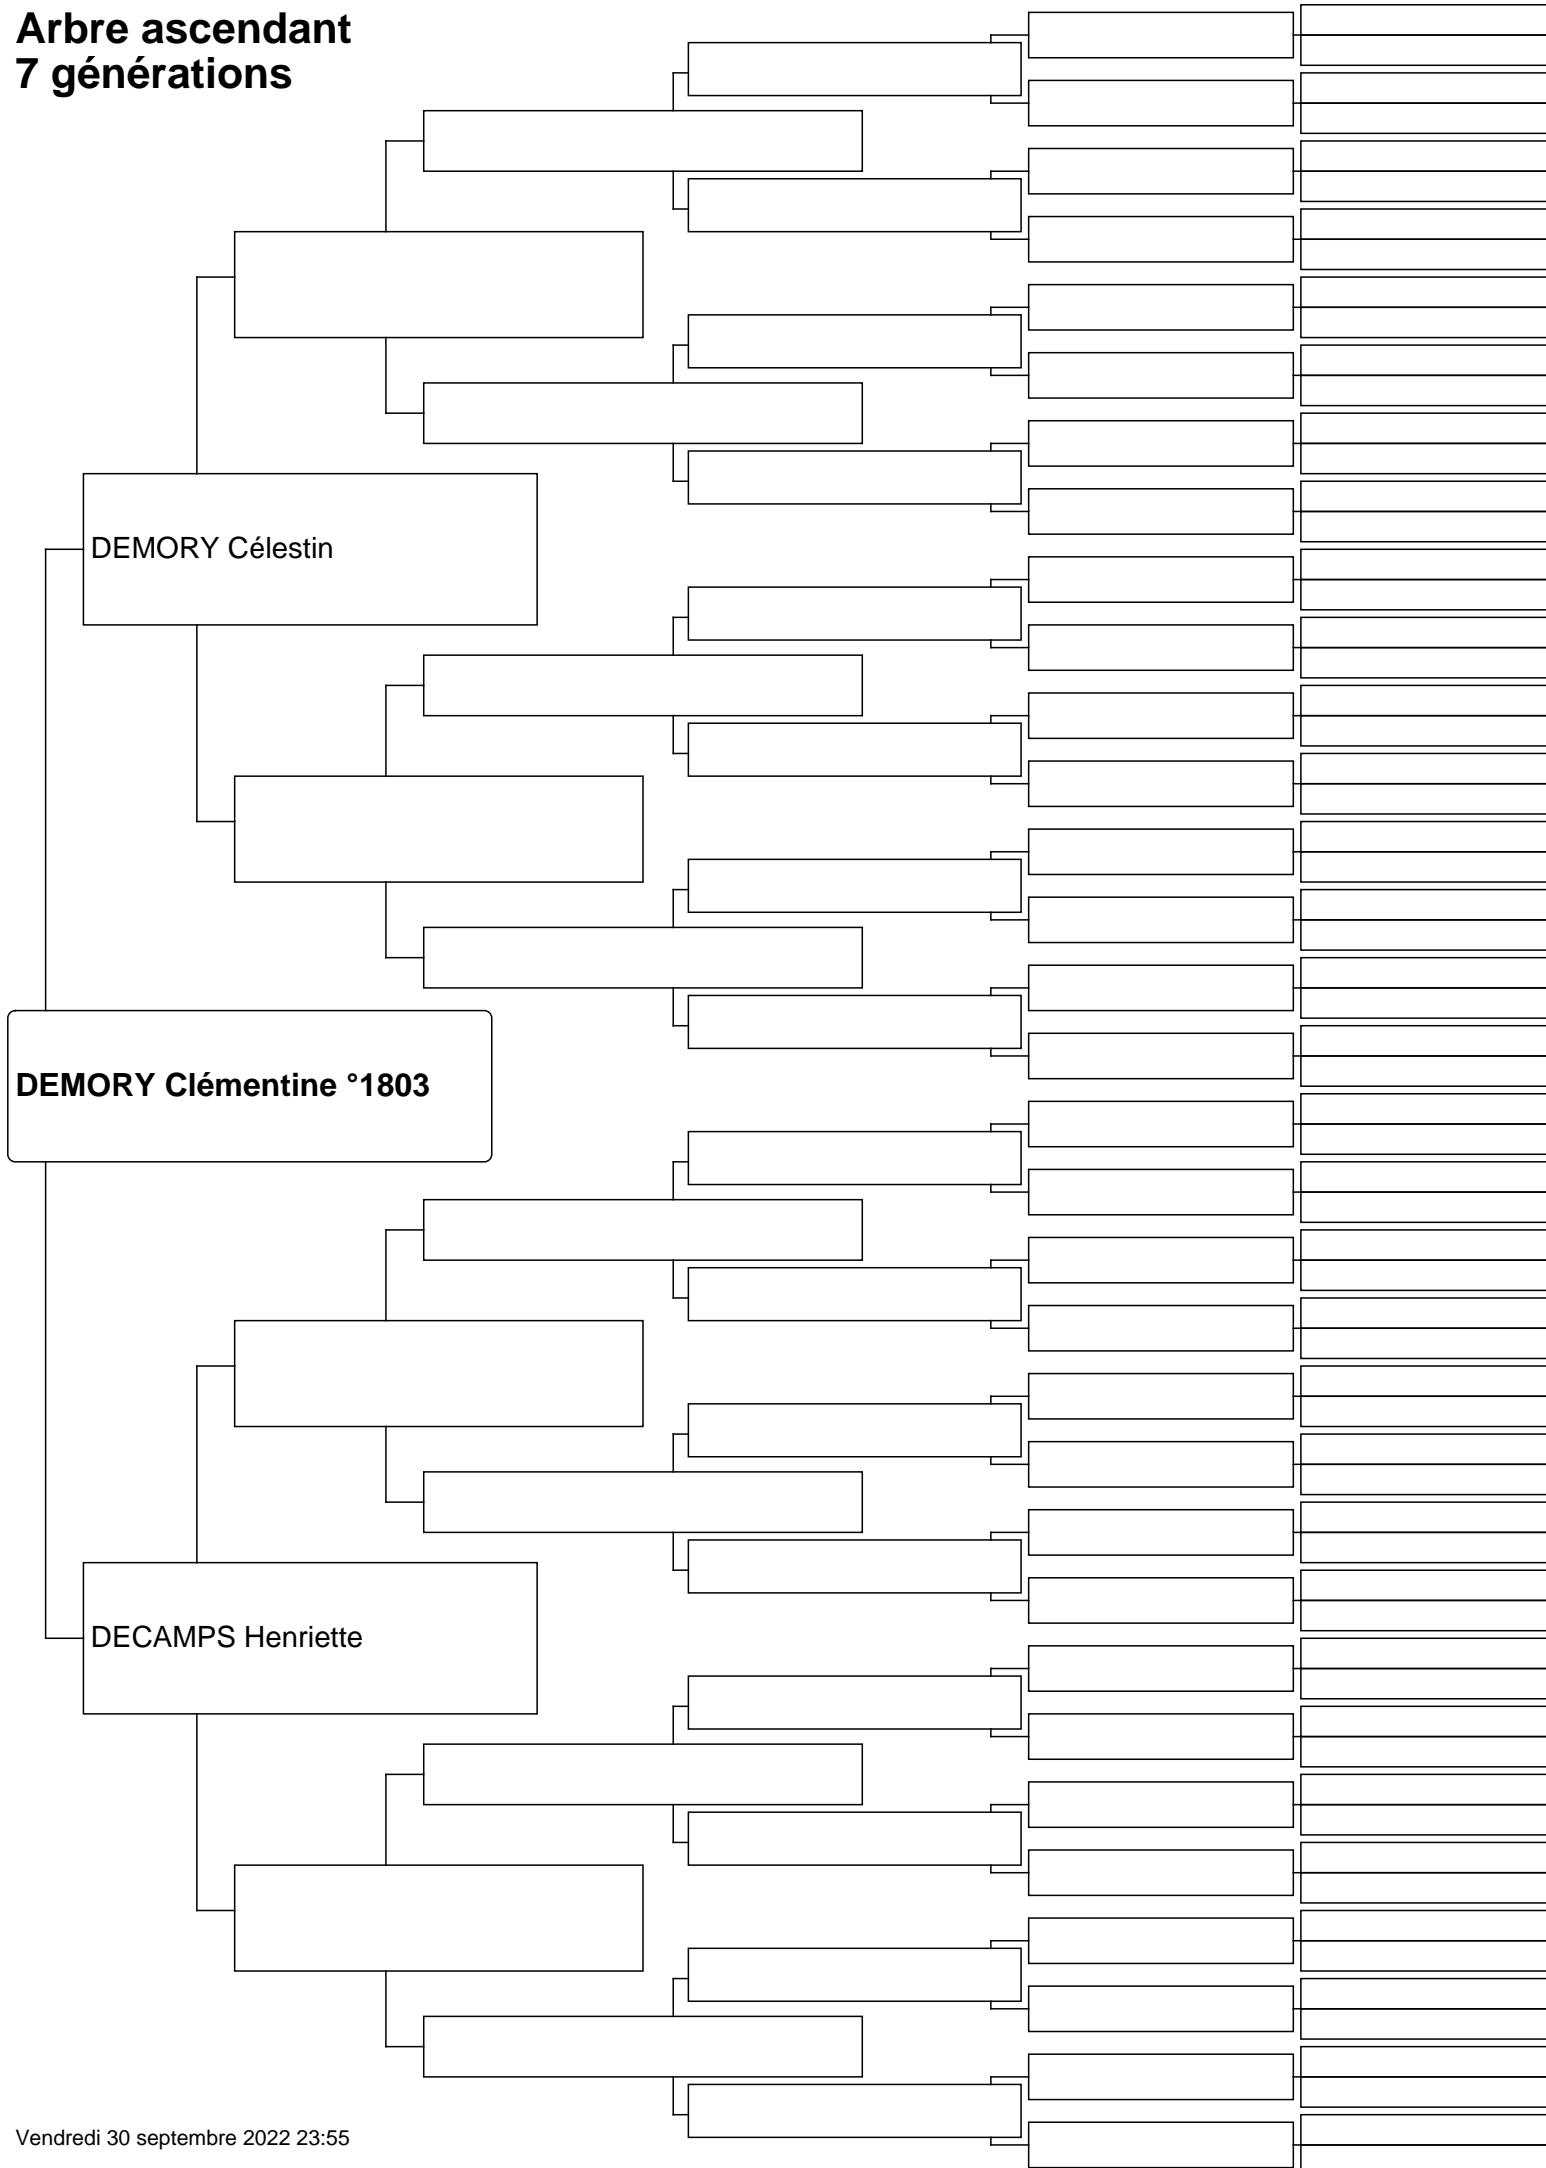 Arbre ascendant
7 générations
DEMORY Célestin
DEMORY Clémentine °1803
DECAMPS Henriette
Vendredi 30 septembre 2022 23:55